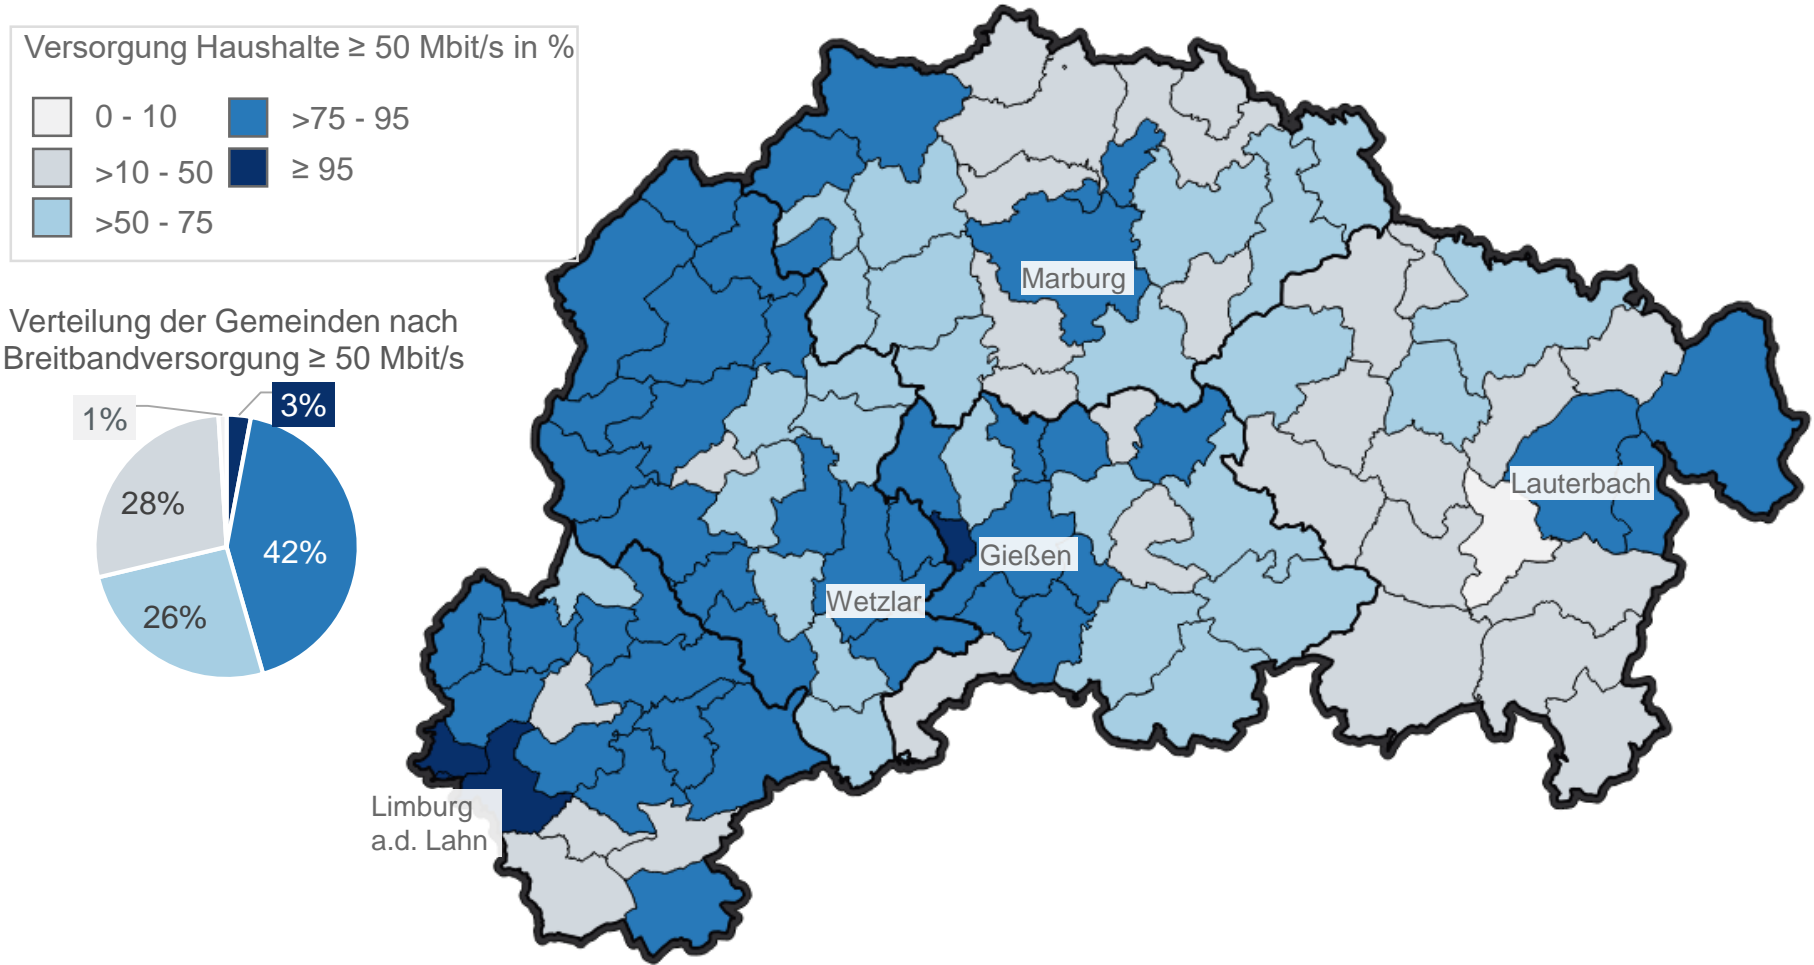 Versorgung Haushalte ≥ 50 Mbit/s in %
0 - 10
>75 - 95
>10 - 50
≥ 95
>50 - 75
Verteilung der Gemeinden nach
Breitbandversorgung ≥ 50 Mbit/s
1%
3%
28%
42%
26%
Marburg
Lauterbach
Gießen
Wetzlar
Limburg
a.d. Lahn